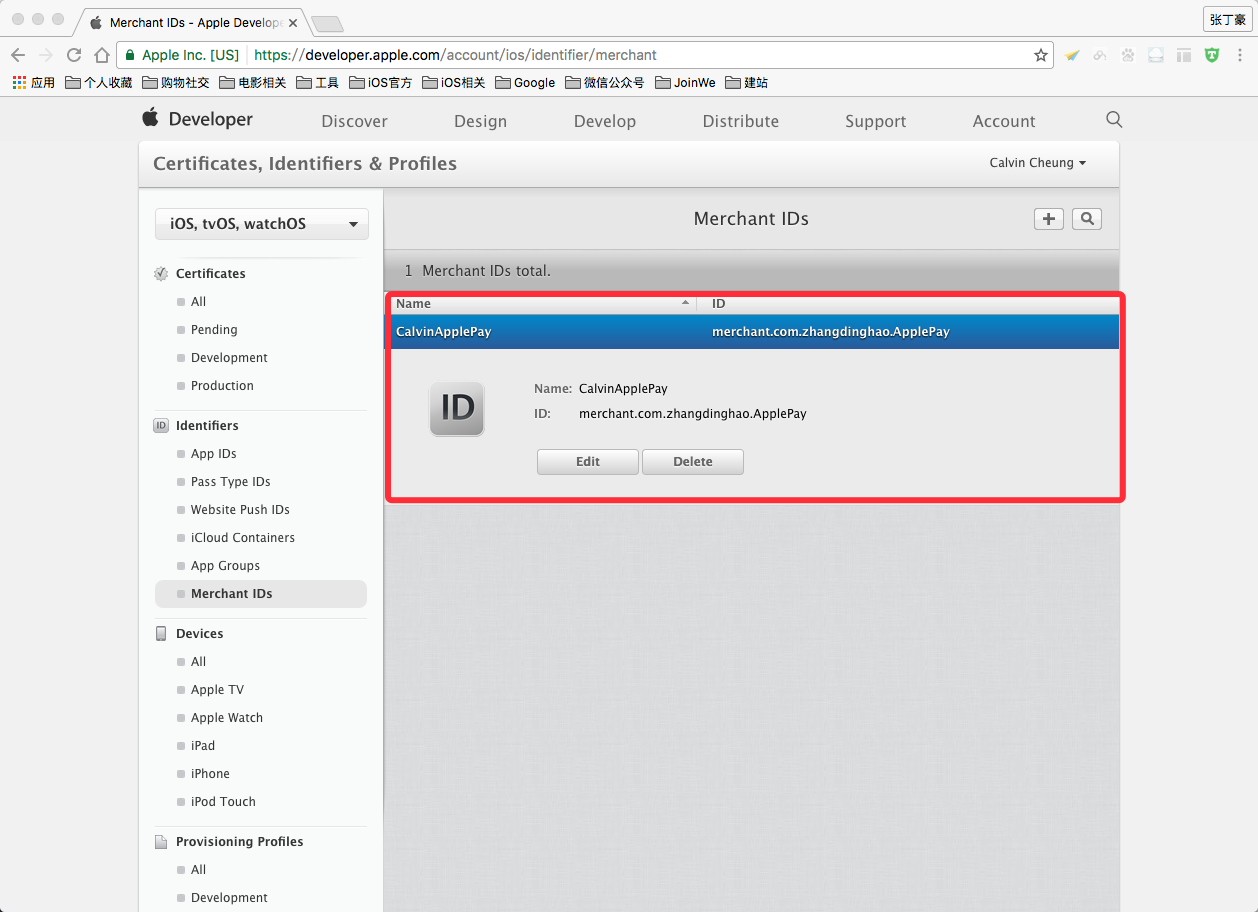 Merchant IDs - Apple Develope
张丁豪
Apple Inc. [US] https://developer.apple.com/account/ios/identifier/merchant
应用 个人收藏 购物社交 电影相关 工具 iOS官方 iOS相关 Google 微信公众号 JoinWe 建站
Developer Discover Design Develop Distribute Support Account
Certificates, Identifiers & Profiles
Calvin Cheung
iOS, tvOS, watchOS
Certificates
All
Pending
Development
Production
ID Identifiers
App IDs
Pass Type IDs
Website Push IDs
iCloud Containers
App Groups
Merchant IDs
Devices
All
Apple TV
Apple Watch
iPad
iPhone
iPod Touch
Provisioning Profiles
All
Development
Merchant IDs
1 Merchant IDs total.
Name ID
CalvinApplePay merchant.com.zhangdinghao.ApplePay
ID
Name: CalvinApplePay
ID: merchant.com.zhangdinghao.ApplePay
Edit Delete